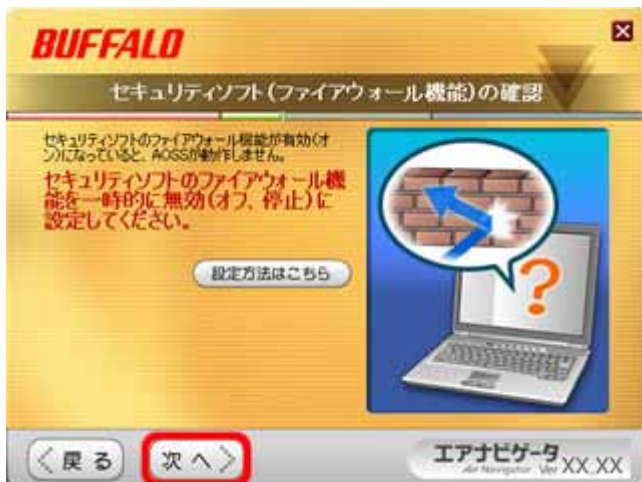 BUFFALO
セキュリティソフト(ファイアウォール機能)の確認
セキュリティソフトのファイアウォール機能が有効(オ
ン)になっていると、AOSSが動作しません。
セキュリティソフトのファイアウォール機
能を一時的に無効(オフ、停止)に
設定してください。
設定方法はこちら
?
戻る
次へ
エアナビゲータ
Air Navigator Ver XX.XX